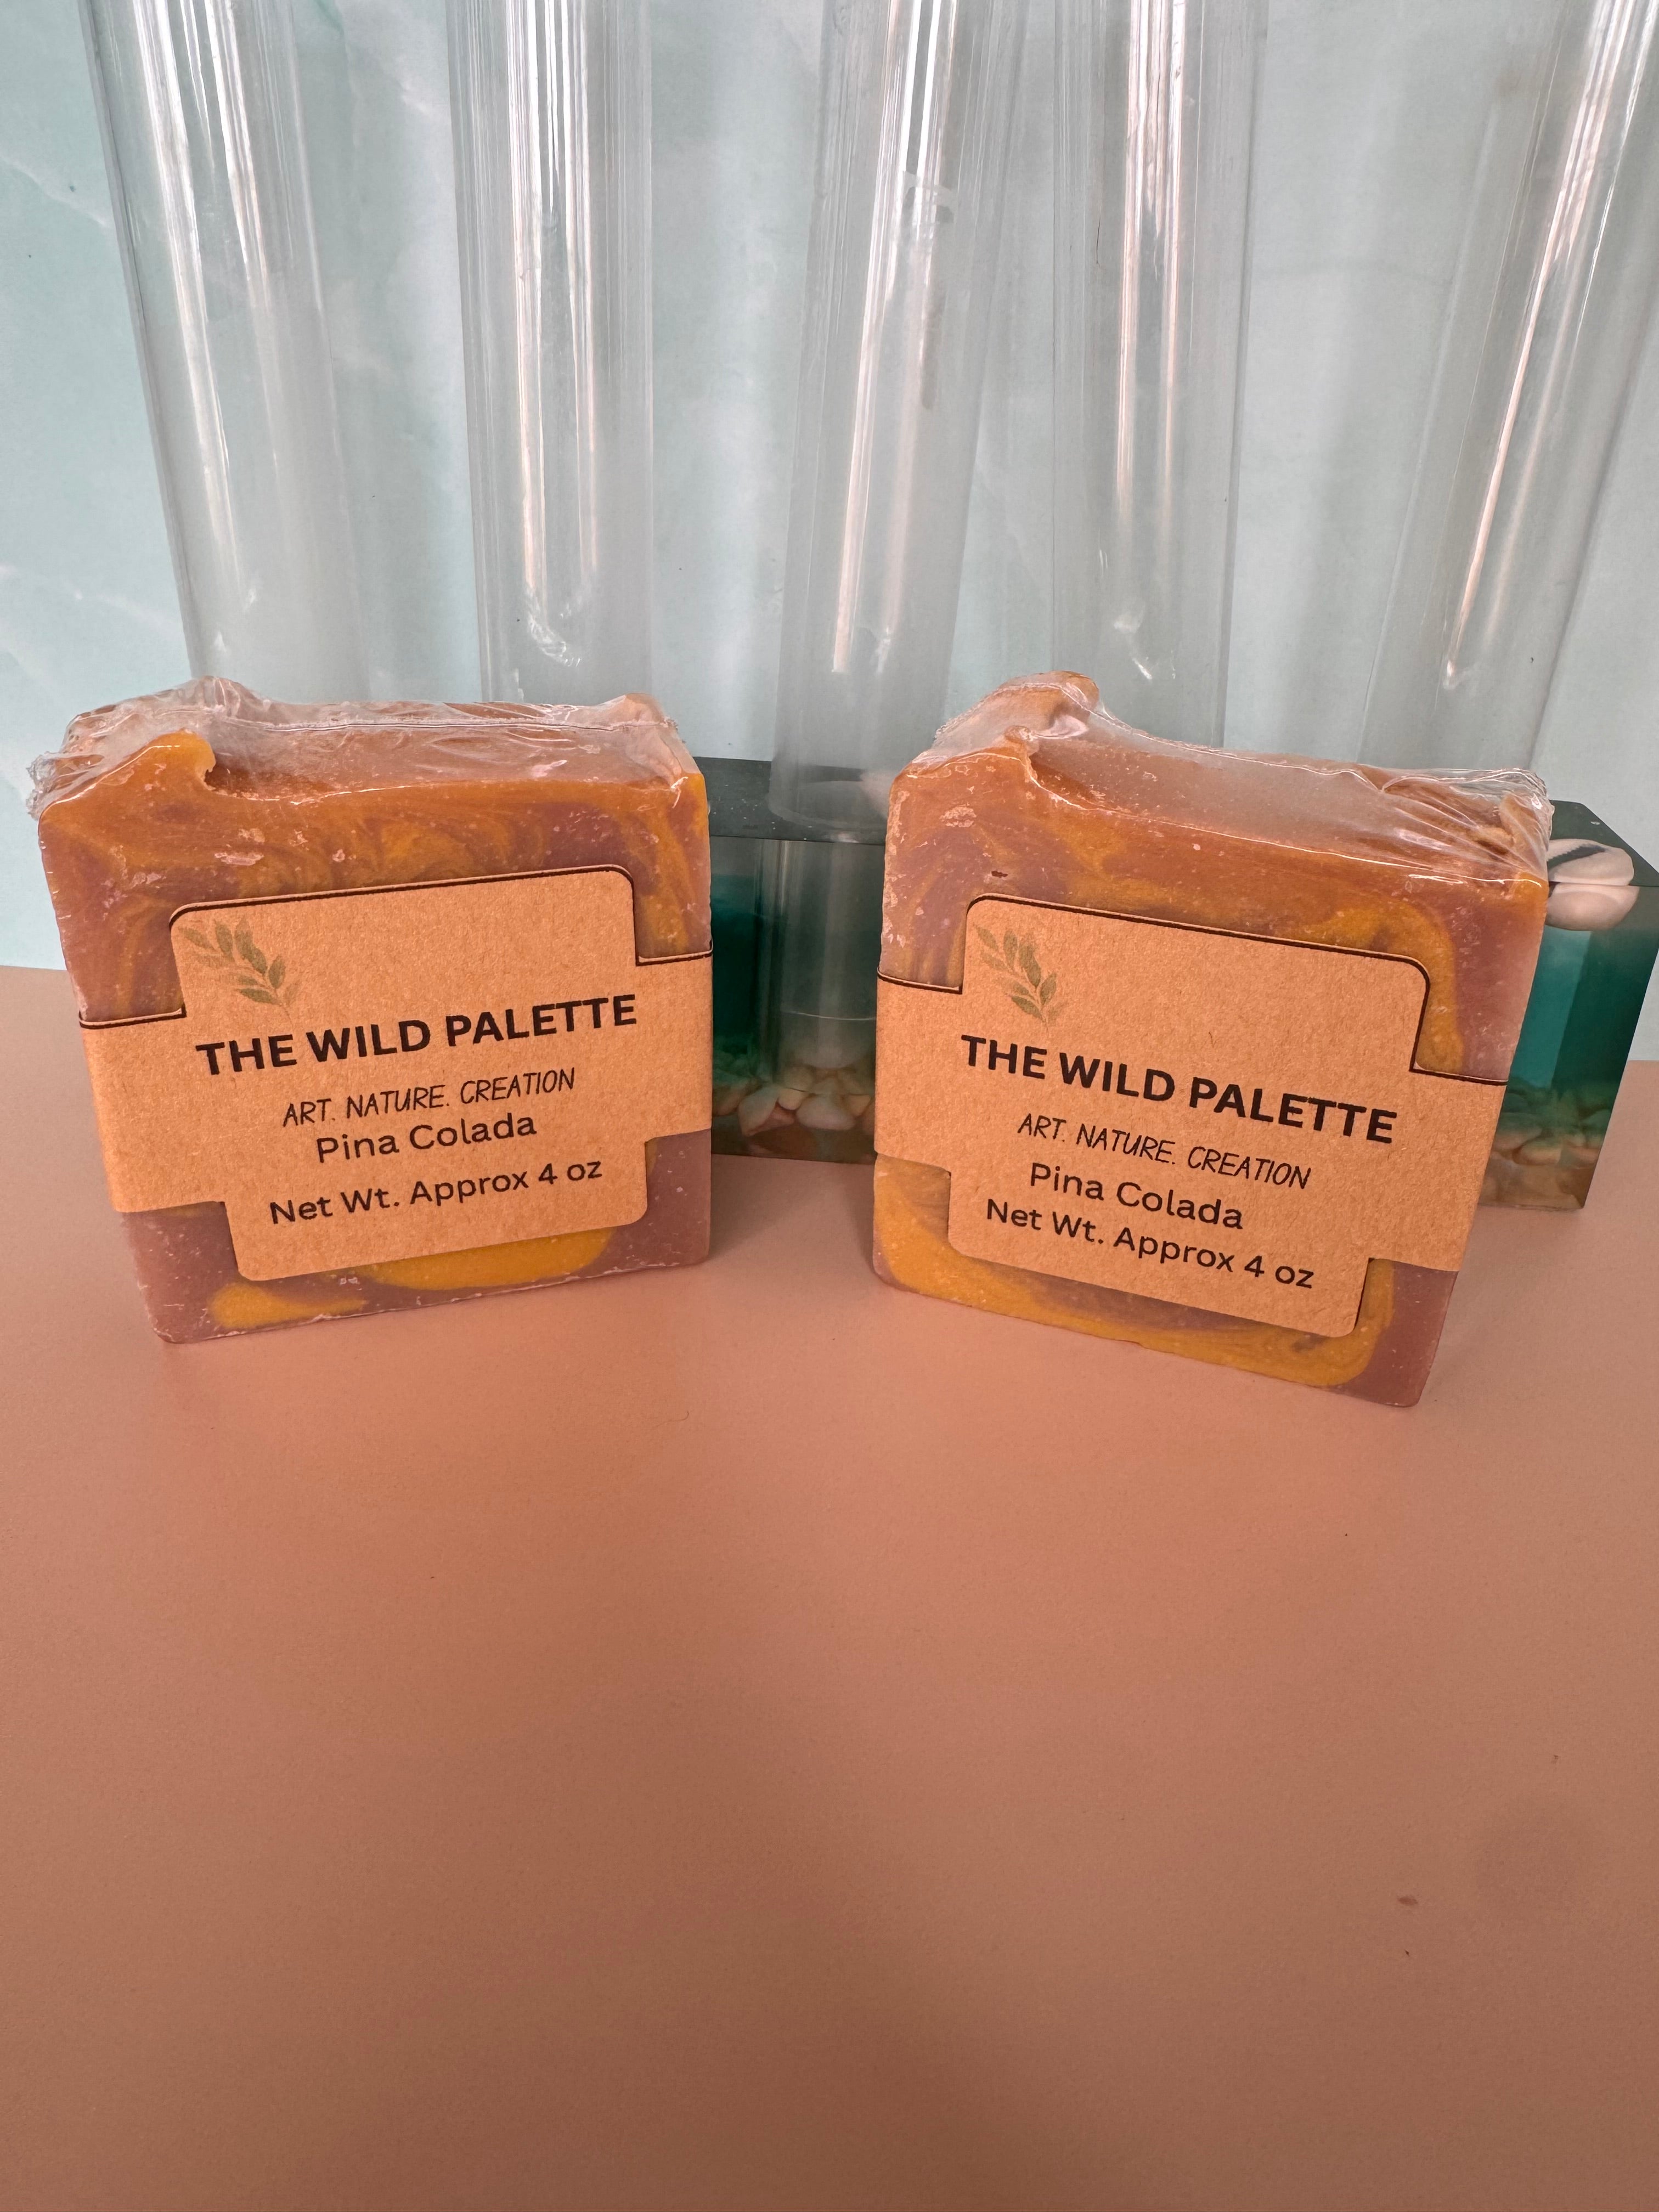 THE WILD PALETTE
ART. NATURE. CREATION
Pina Colada
Net Wt. Approx 4 oz
THE WILD PALETTE
ART. NATURE. CREATION
Pina Colada
Net Wt. Approx 4 oz